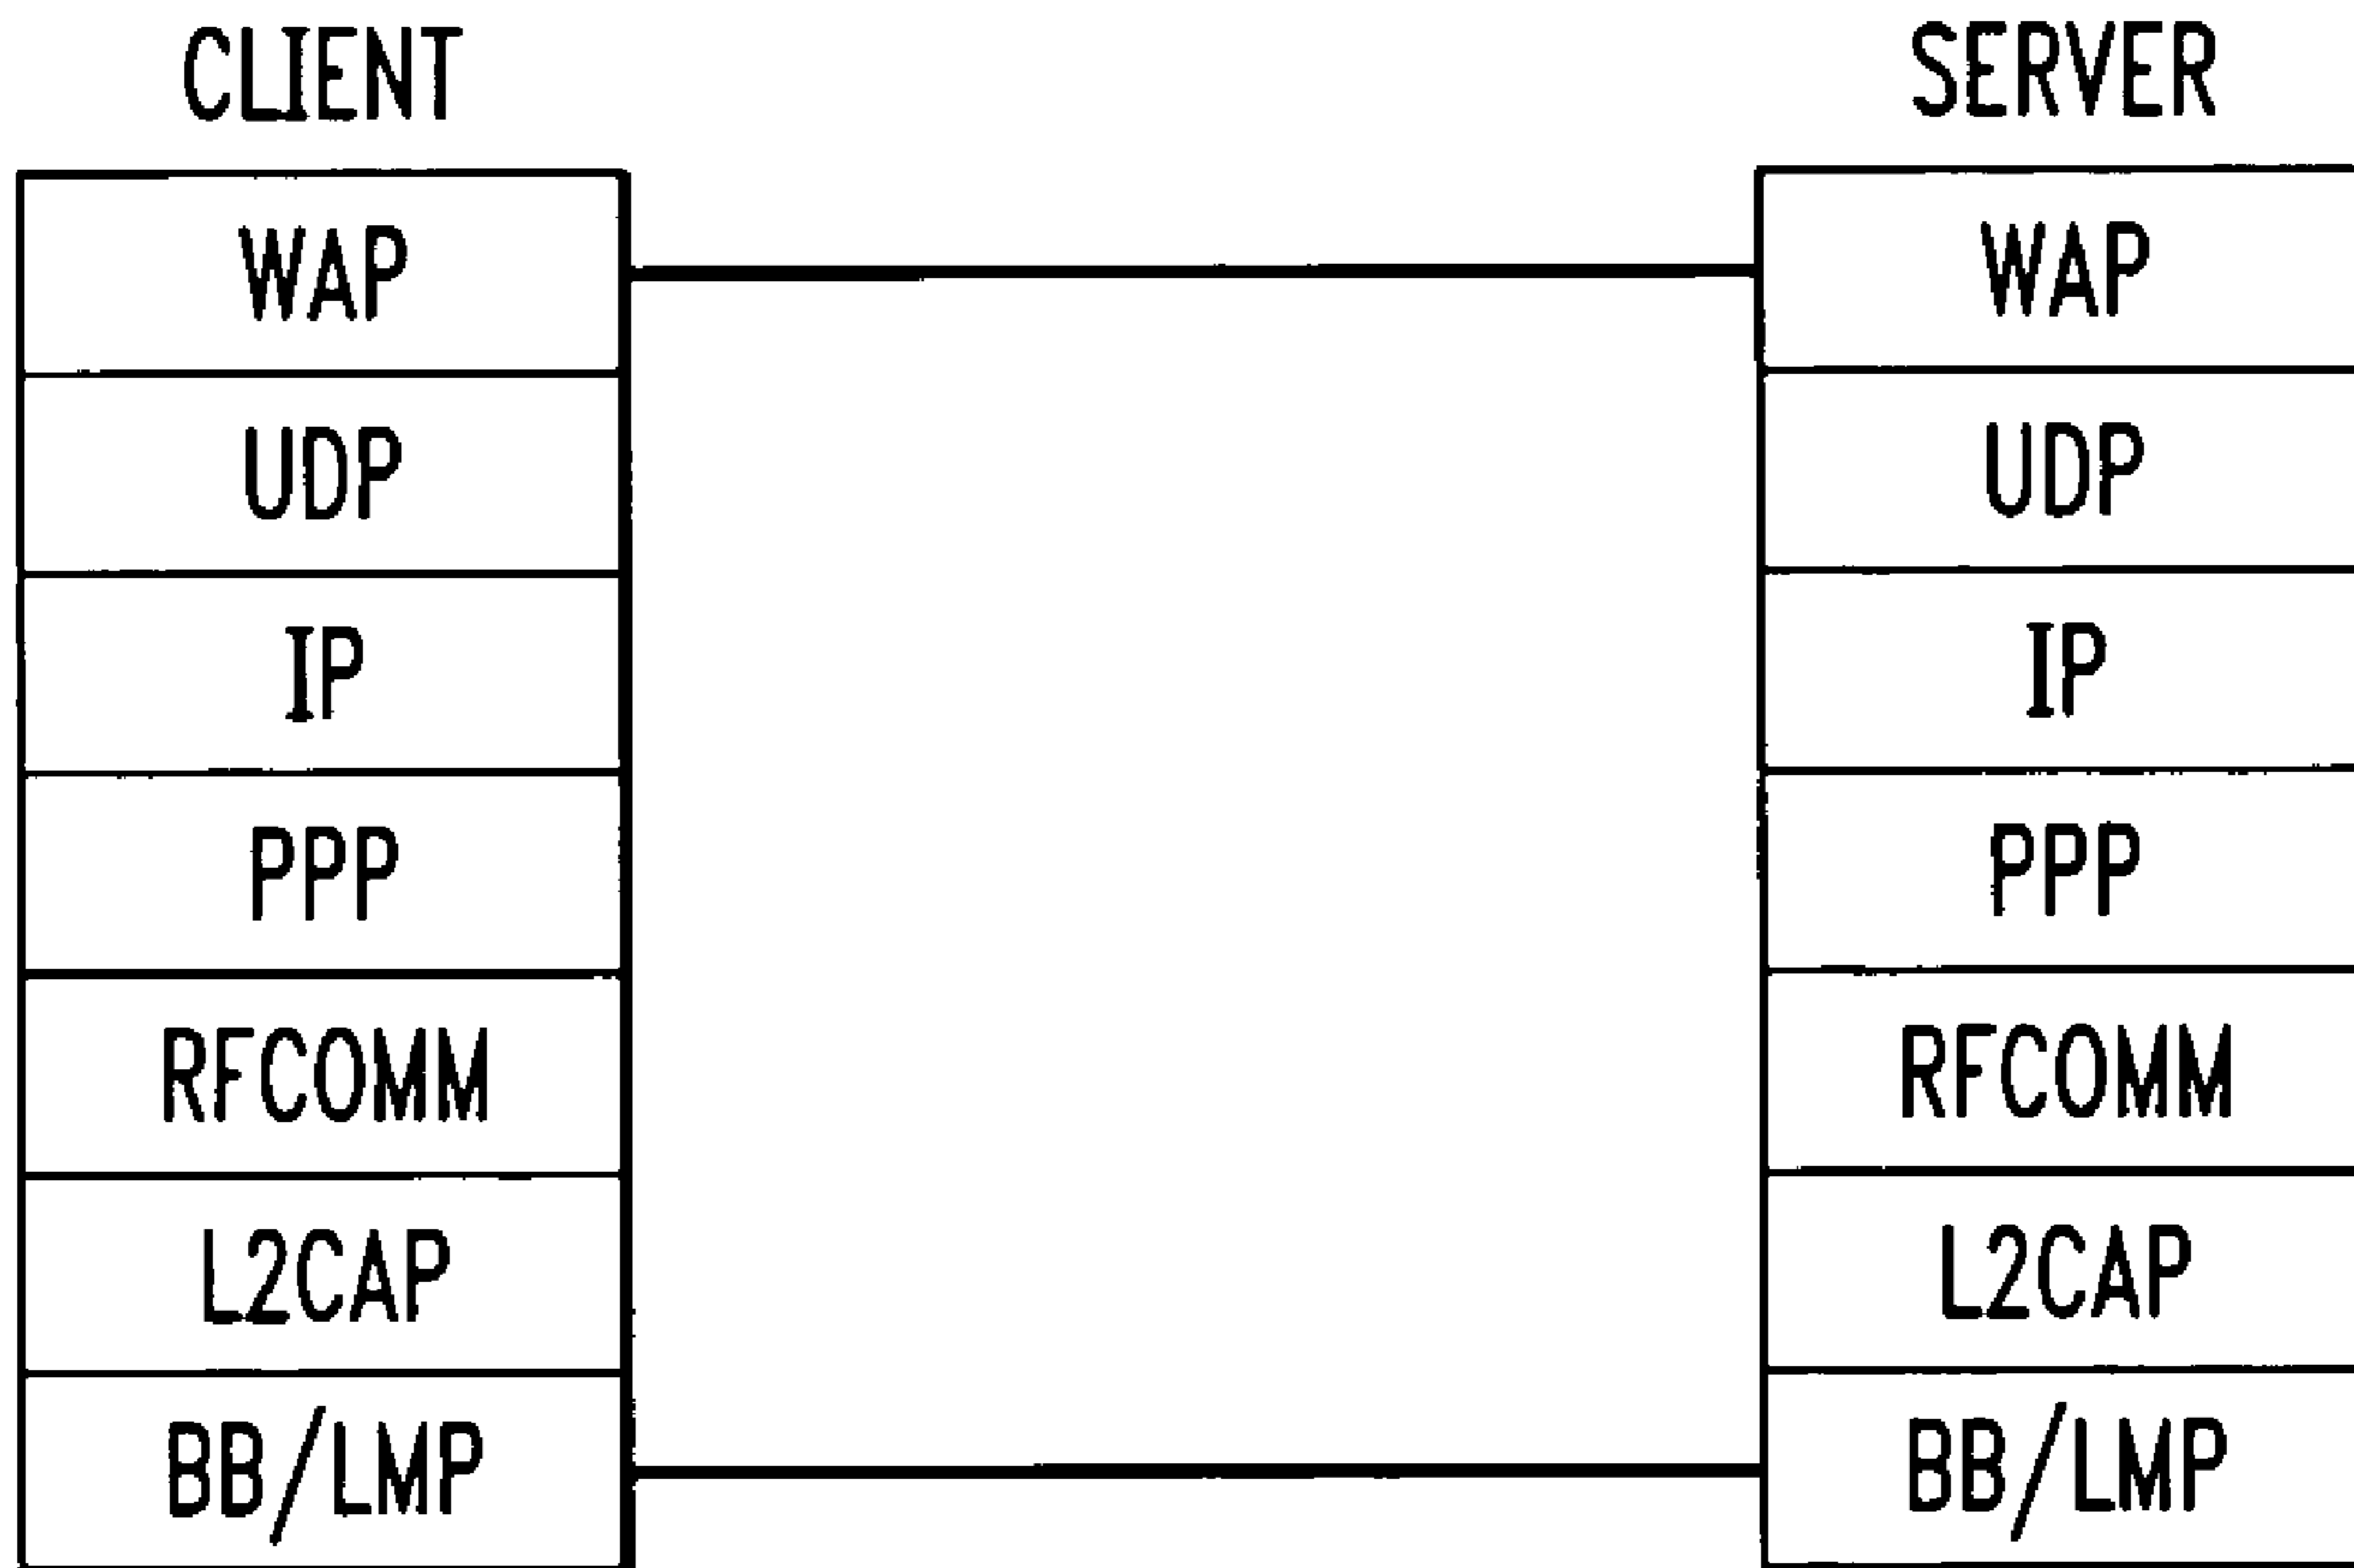 CLIENT SERVER
WAP WAP
UDP UDP
IP IP
PPP PPP
RFCOMM RFCOMM
L2CAP L2CAP
BB/LMP BB/LMP